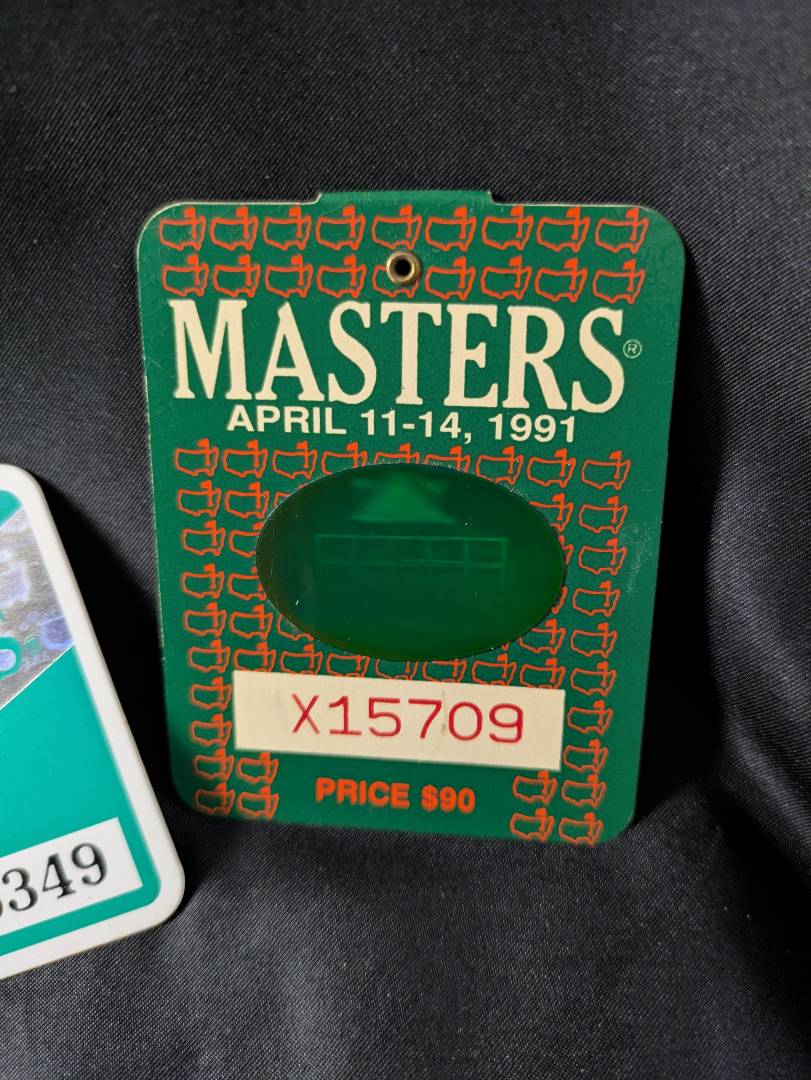 MASTERS®
APRIL 11-14, 1991
X15709
PRICE $90
349